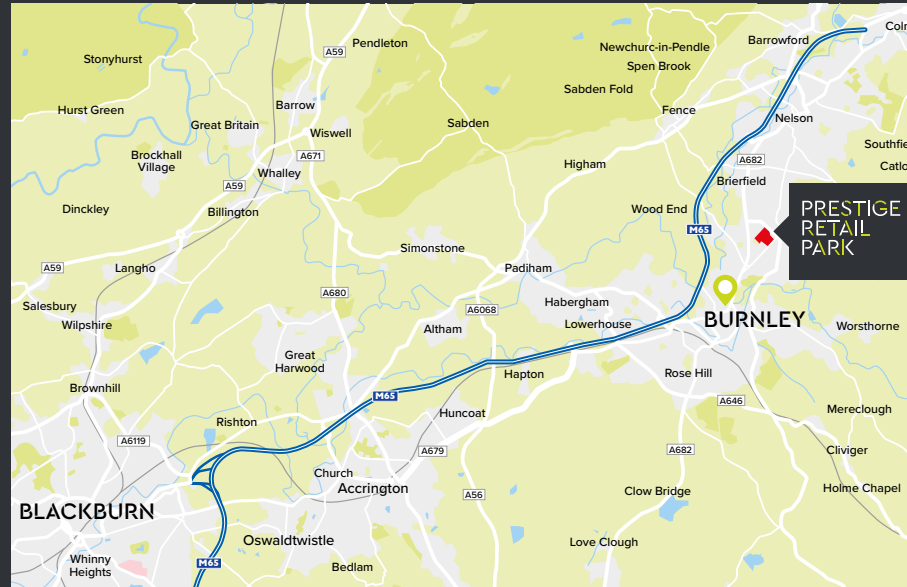 Colr
Barrowford
Pendleton
Newchurc-in-Pendle
A59
Stonyhurst
Spen Brook
Sabden Fold
Barrow
Hurst Green
Fence
Nelson
Great Britain
Sabden
Wiswell
Southfie
Brockhall
Village
A671
A682
Higham
Catlo
Whalley
Brierfield
A59
Dinckley
Billington
Wood End
PRESTIGE
RETAIL
PARK
M65
Simonstone
A59
Langho
Padiham
A680
Salesbury
Habergham
A6068
BURNLEY
Wilpshire
Altham
Lowerhouse
Worsthorne
Great
Harwood
Hapton
Rose Hill
Brownhill
M65
A646
Huncoat
Mereclough
Rishton
A6119
A679
A682
Cliviger
Church
Accrington
Clow Bridge
Holme Chapel
A56
BLACKBURN
Oswaldtwistle
Love Clough
Whinny
Heights
M65
Bedlam